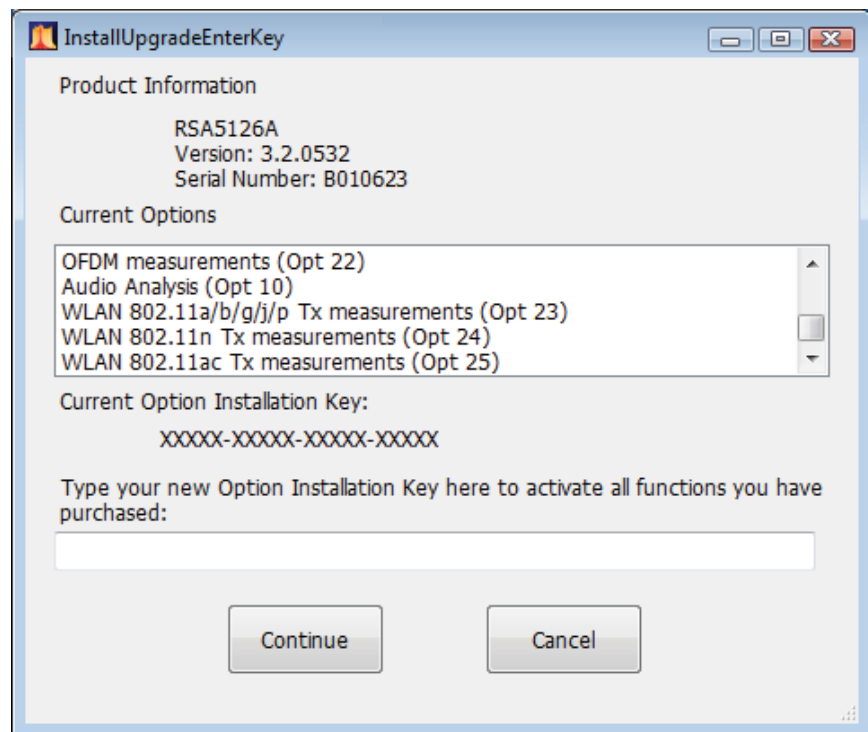 InstallUpgradeEnterKey
Product Information
RSA5126A
Version: 3.2.0532
Serial Number: B010623
Current Options
OFDM measurements (Opt 22)
Audio Analysis (Opt 10)
WLAN 802.11a/b/g/j/p Tx measurements (Opt 23)
WLAN 802.11n Tx measurements (Opt 24)
WLAN 802.11ac Tx measurements (Opt 25)
Current Option Installation Key:
XXXXX-XXXXX-XXXXX-XXXXX
Type your new Option Installation Key here to activate all functions you have
purchased:
Continue
Cancel